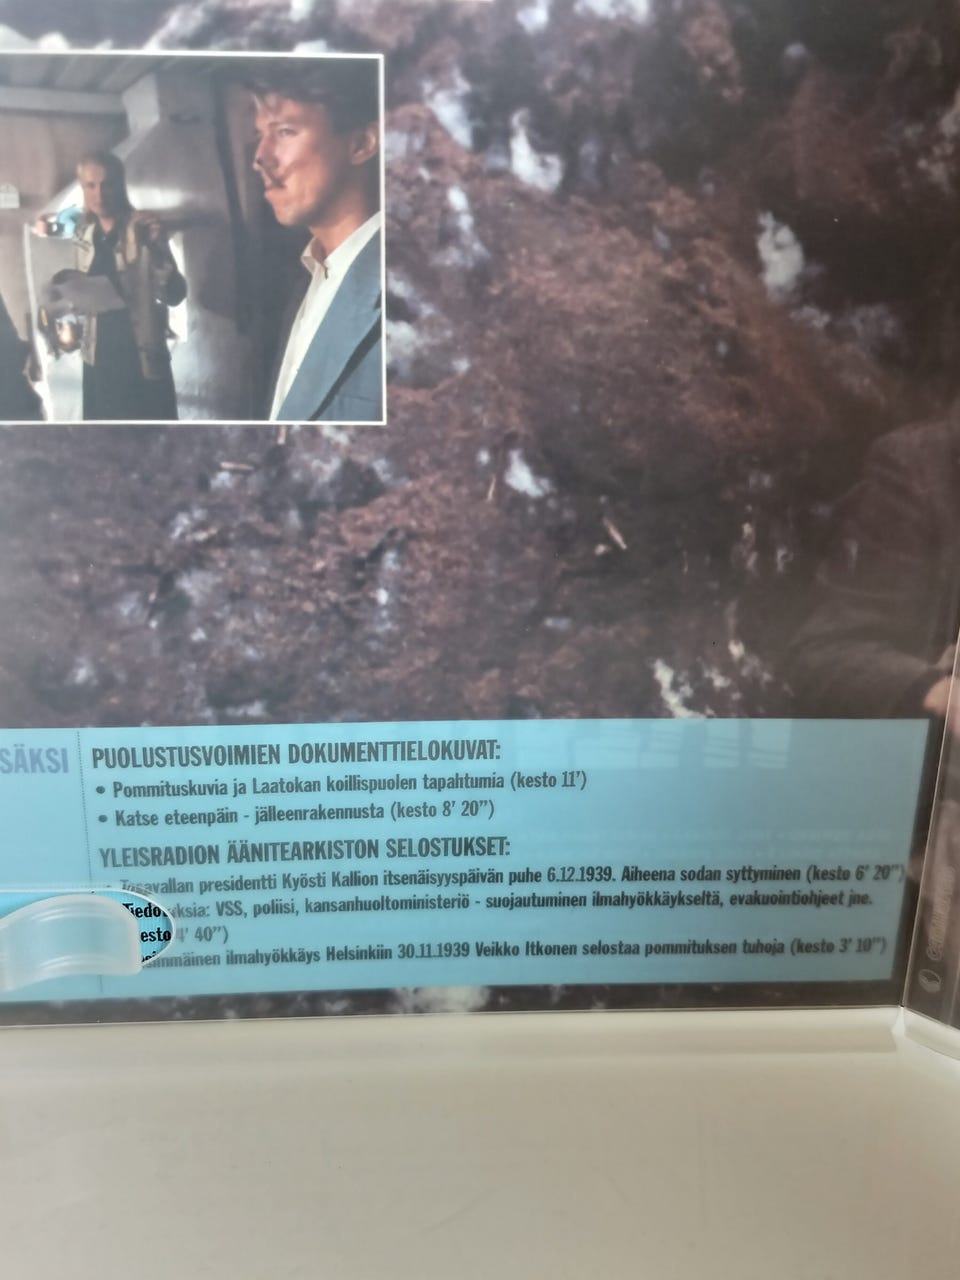 SÄKSI
PUOLUSTUSVOIMIEN DOKUMENTTIELOKUVAT:
• Pommituskuvia ja Laatokan koillispuolen tapahtumia (kesto 11')
• Katse eteenpäin - jälleenrakennusta (kesto 8' 20")
YLEISRADION ÄÄNITEARKISTON SELOSTUKSET:
Tasavallan presidentti Kyösti Kallion itsenäisyyspäivän puhe 6.12.1939. Aiheena sodan syttyminen (kesto 6' 20")
VSS, poliisi, kansanhuoltoministeriö - suojautuminen ilmahyökkäykseltä, evakuointiohjeet jne.
esto 4' 40")
ilmahyökkäys Helsinkiin 30.11.1939 Veikko Itkonen selostaa pommituksen tuhoja (kesto 3' 10")